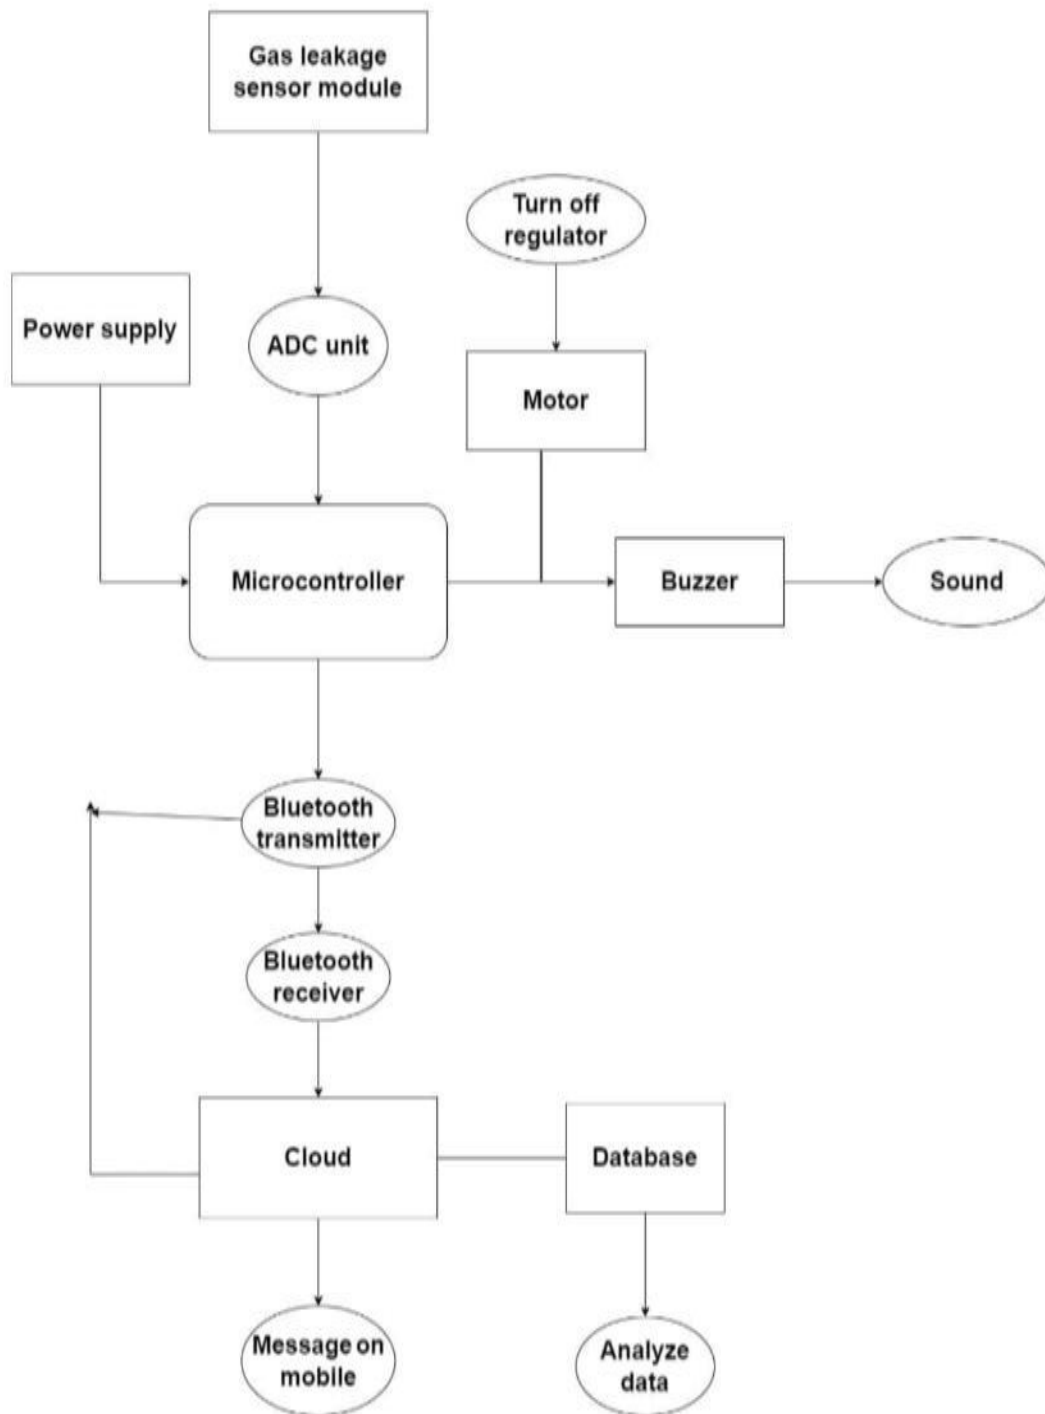 Gas leakage
sensor module
Turn off
regulator
Power supply
ADC unit
Motor
Microcontroller
Buzzer
Sound
Bluetooth
transmitter
Bluetooth
receiver
Cloud
Database
Message on
mobile
Analyze
data